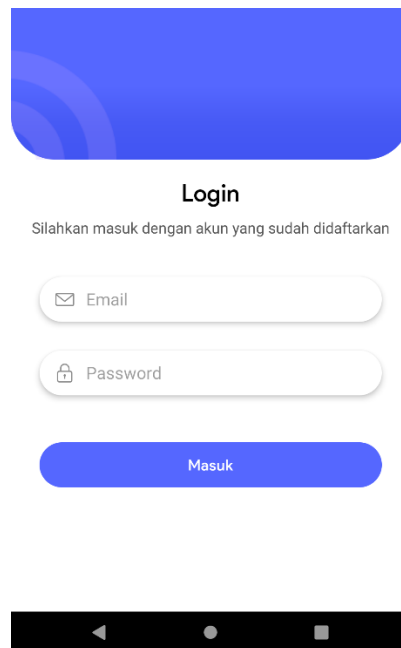 Login
Silahkan masuk dengan akun yang sudah didaftarkan
Email
Password
Masuk